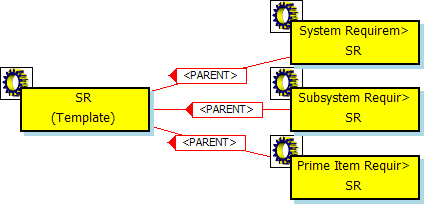 System Requirem>
SR
<PARENT>
SR
(Template)
<PARENT>
Subsystem Requir>
SR
<PARENT>
Prime Item Requir>
SR